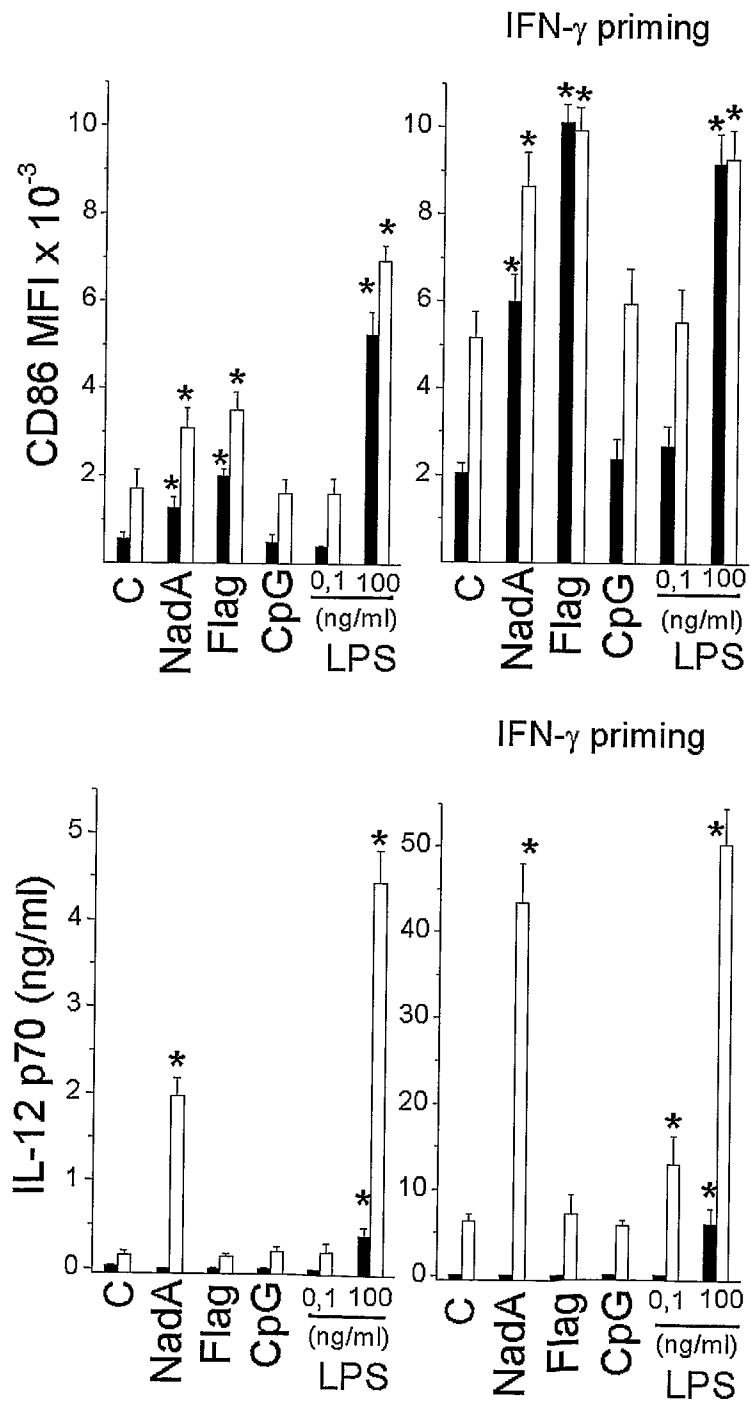 IFN-γ priming
CD86 MFI x 10⁻³
10
8
6
4
2
10
8
6
4
2
* * * * * *
* * * * * *
C NadA Flag CpG 0,1 100
(ng/ml)
LPS
C NadA Flag CpG 0,1 100
(ng/ml)
LPS
IFN-γ priming
IL-12 p70 (ng/ml)
5
4
3
2
1
0
50
40
30
20
10
0
* * *
* * * *
C NadA Flag CpG 0,1 100
(ng/ml)
LPS
C NadA Flag CpG 0,1 100
(ng/ml)
LPS